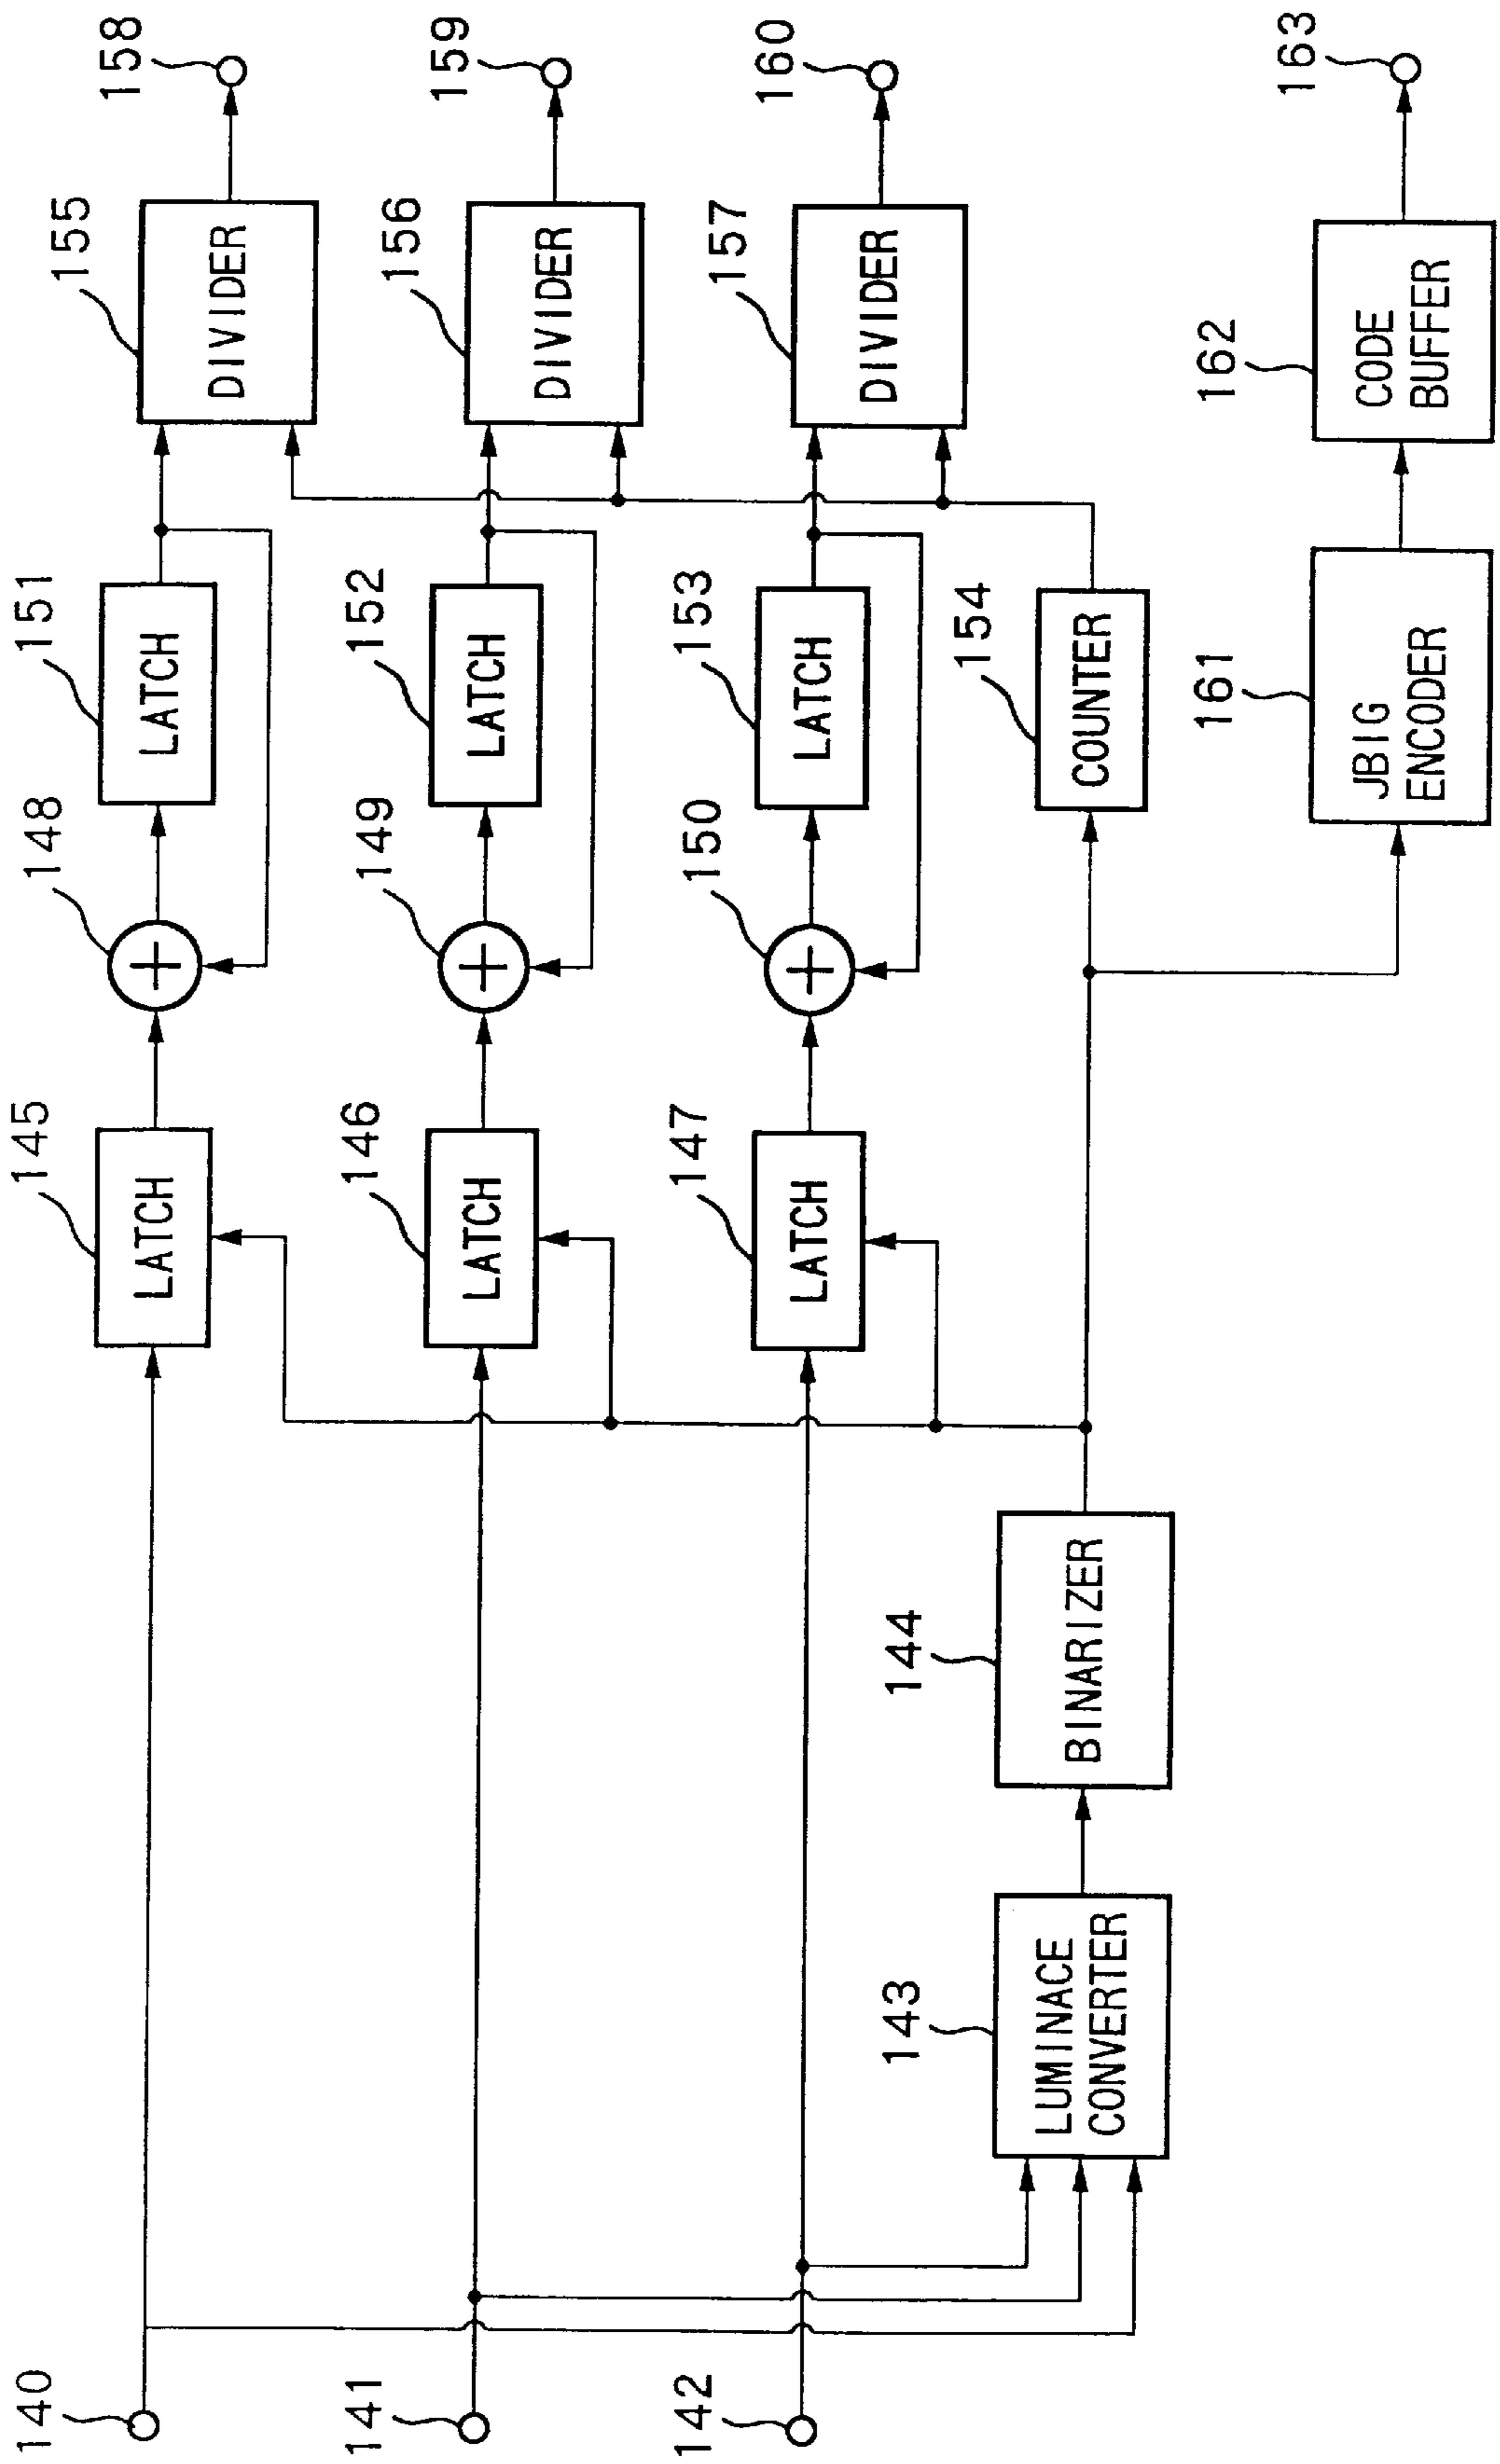 140
141
142
143
LUMINACE
CONVERTER
144
BINARIZER
145
LATCH
146
LATCH
147
LATCH
148
+
149
+
150
+
151
LATCH
152
LATCH
153
LATCH
154
COUNTER
155
DIVIDER
156
DIVIDER
157
DIVIDER
158
159
160
161
JBIG
ENCODER
162
CODE
BUFFER
163